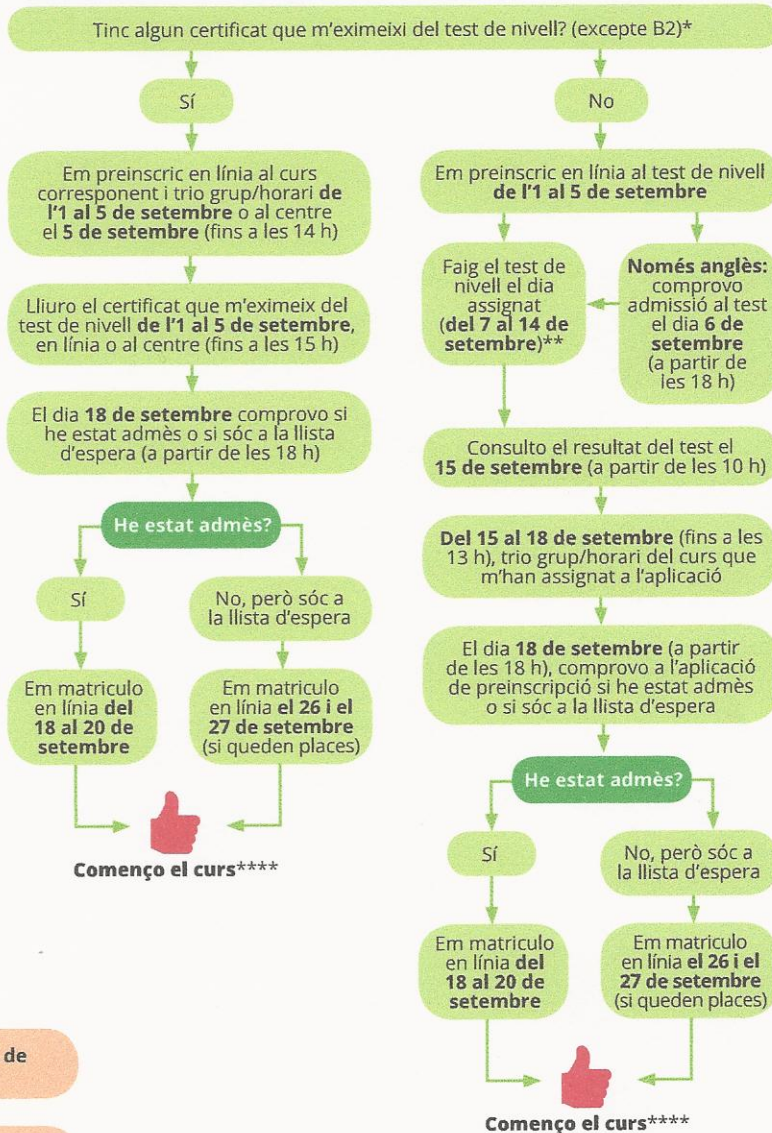 Tinc algun certificat que m'eximeixi del test de nivell? (excepte B2)*
Sí
Em preinscric en línia al curs
corresponent i trio grup/horari de
l'1 al 5 de setembre o al centre
el 5 de setembre (fins a les 14 h)
Lliuro el certificat que m'eximeix del
test de nivell de l'1 al 5 de setembre,
en línia o al centre (fins a les 15 h)
El dia 18 de setembre comprovo si
he estat admès o si sóc a la llista
d'espera (a partir de les 18 h)
He estat admès?
Sí
Em matriculo
en línia del
18 al 20 de
setembre
No, però sóc a
la llista d'espera
Em matriculo
en línia el 26 i el
27 de setembre
(si queden places)
Començo el curs****
No
Em preinscric en línia al test de nivell
de l'1 al 5 de setembre
Faig el test de
nivell el dia
assignat
(del 7 al 14 de
setembre)**
Només anglès:
comprovo
admissió al test
el dia 6 de
setembre
(a partir de
les 18 h)
Consulto el resultat del test el
15 de setembre (a partir de les 10 h)
Del 15 al 18 de setembre (fins a les
13 h), trio grup/horari del curs que
m'han assignat a l'aplicació
El dia 18 de setembre (a partir
de les 18 h), comprovo a l'aplicació
de preinscripció si he estat admès
o si sóc a la llista d'espera
He estat admès?
Sí
Em matriculo
en línia del
18 al 20 de
setembre
No, però sóc a
la llista d'espera
Em matriculo
en línia el 26 i el
27 de setembre
(si queden places)
Començo el curs****
de